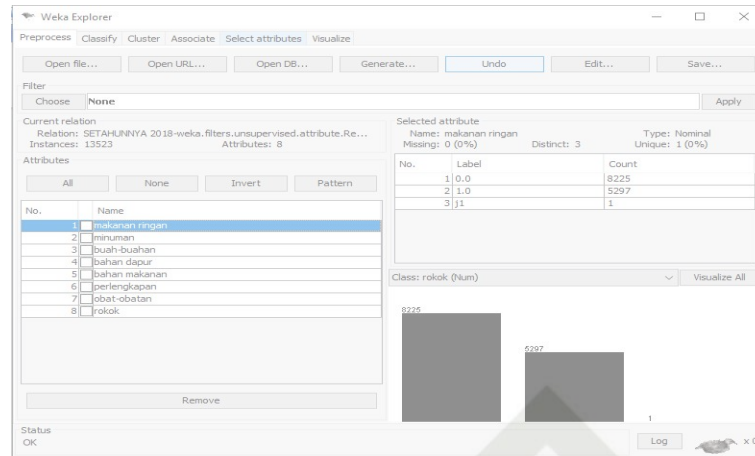 Weka Explorer
Preprocess Classify Cluster Associate Select attributes Visualize
Open file... Open URL... Open DB... Generate... Undo Edit... Save...
Filter
Choose None Apply
Current relation
Relation: SETAHUNNYA 2018-weka.filters.unsupervised.attribute.Re...
Instances: 13523 Attributes: 8
Attributes
All None Invert Pattern
No. Name
1 makanan ringan
2 minuman
3 buah-buahan
4 bahan dapur
5 bahan makanan
6 perlengkapan
7 obat-obatan
8 rokok
Remove
Selected attribute
Name: makanan ringan Type: Nominal
Missing: 0 (0%) Distinct: 3 Unique: 1 (0%)
No. Label Count
1 0.0 8225
2 1.0 5297
3 j1 1
Class: rokok (Num) Visualize All
8225
5297
1
Status
OK
Log x 0